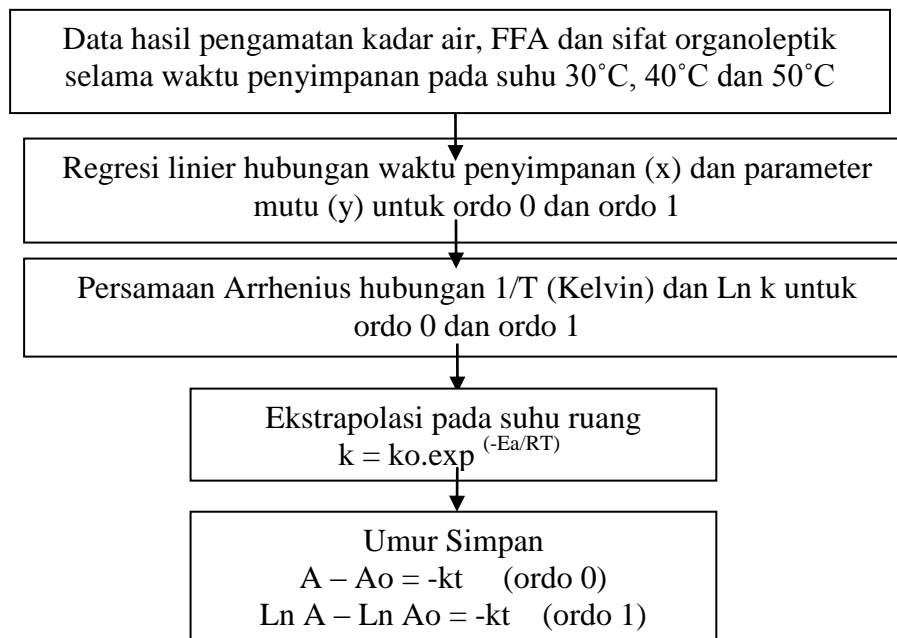 Data hasil pengamatan kadar air, FFA dan sifat organoleptik
selama waktu penyimpanan pada suhu 30˚C, 40˚C dan 50˚C
Regresi linier hubungan waktu penyimpanan (x) dan parameter
mutu (y) untuk ordo 0 dan ordo 1
Persamaan Arrhenius hubungan 1/T (Kelvin) dan Ln k untuk
ordo 0 dan ordo 1
Ekstrapolasi pada suhu ruang
k = ko.exp (-Ea/RT)
Umur Simpan
A – Ao = -kt (ordo 0)
Ln A – Ln Ao = -kt (ordo 1)